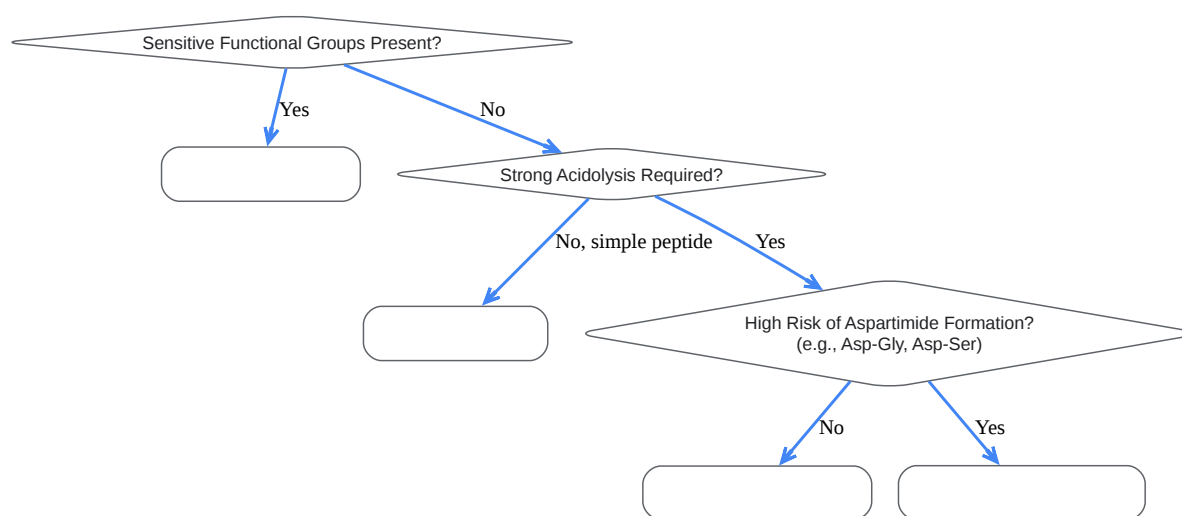 Sensitive Functional Groups Present?
Yes
No
Strong Acidolysis Required?
No, simple peptide
Yes
High Risk of Aspartimide Formation?
(e.g., Asp-Gly, Asp-Ser)
No
Yes